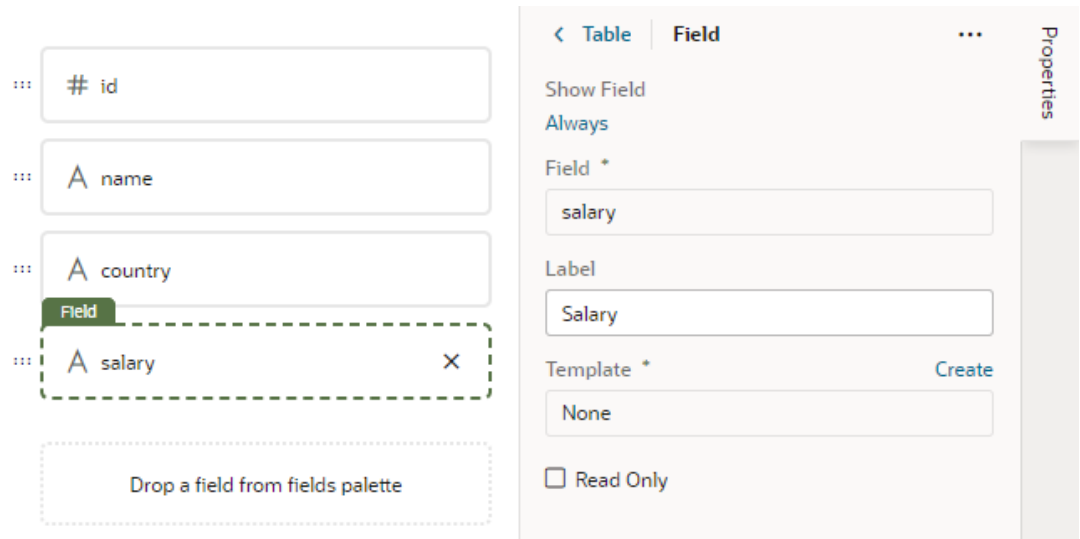 # id
A name
A country
Field
A salary
Drop a field from fields palette
Table
Field
Show Field
Always
Field *
salary
Label
Salary
Template *
Create
None
Read Only
Properties